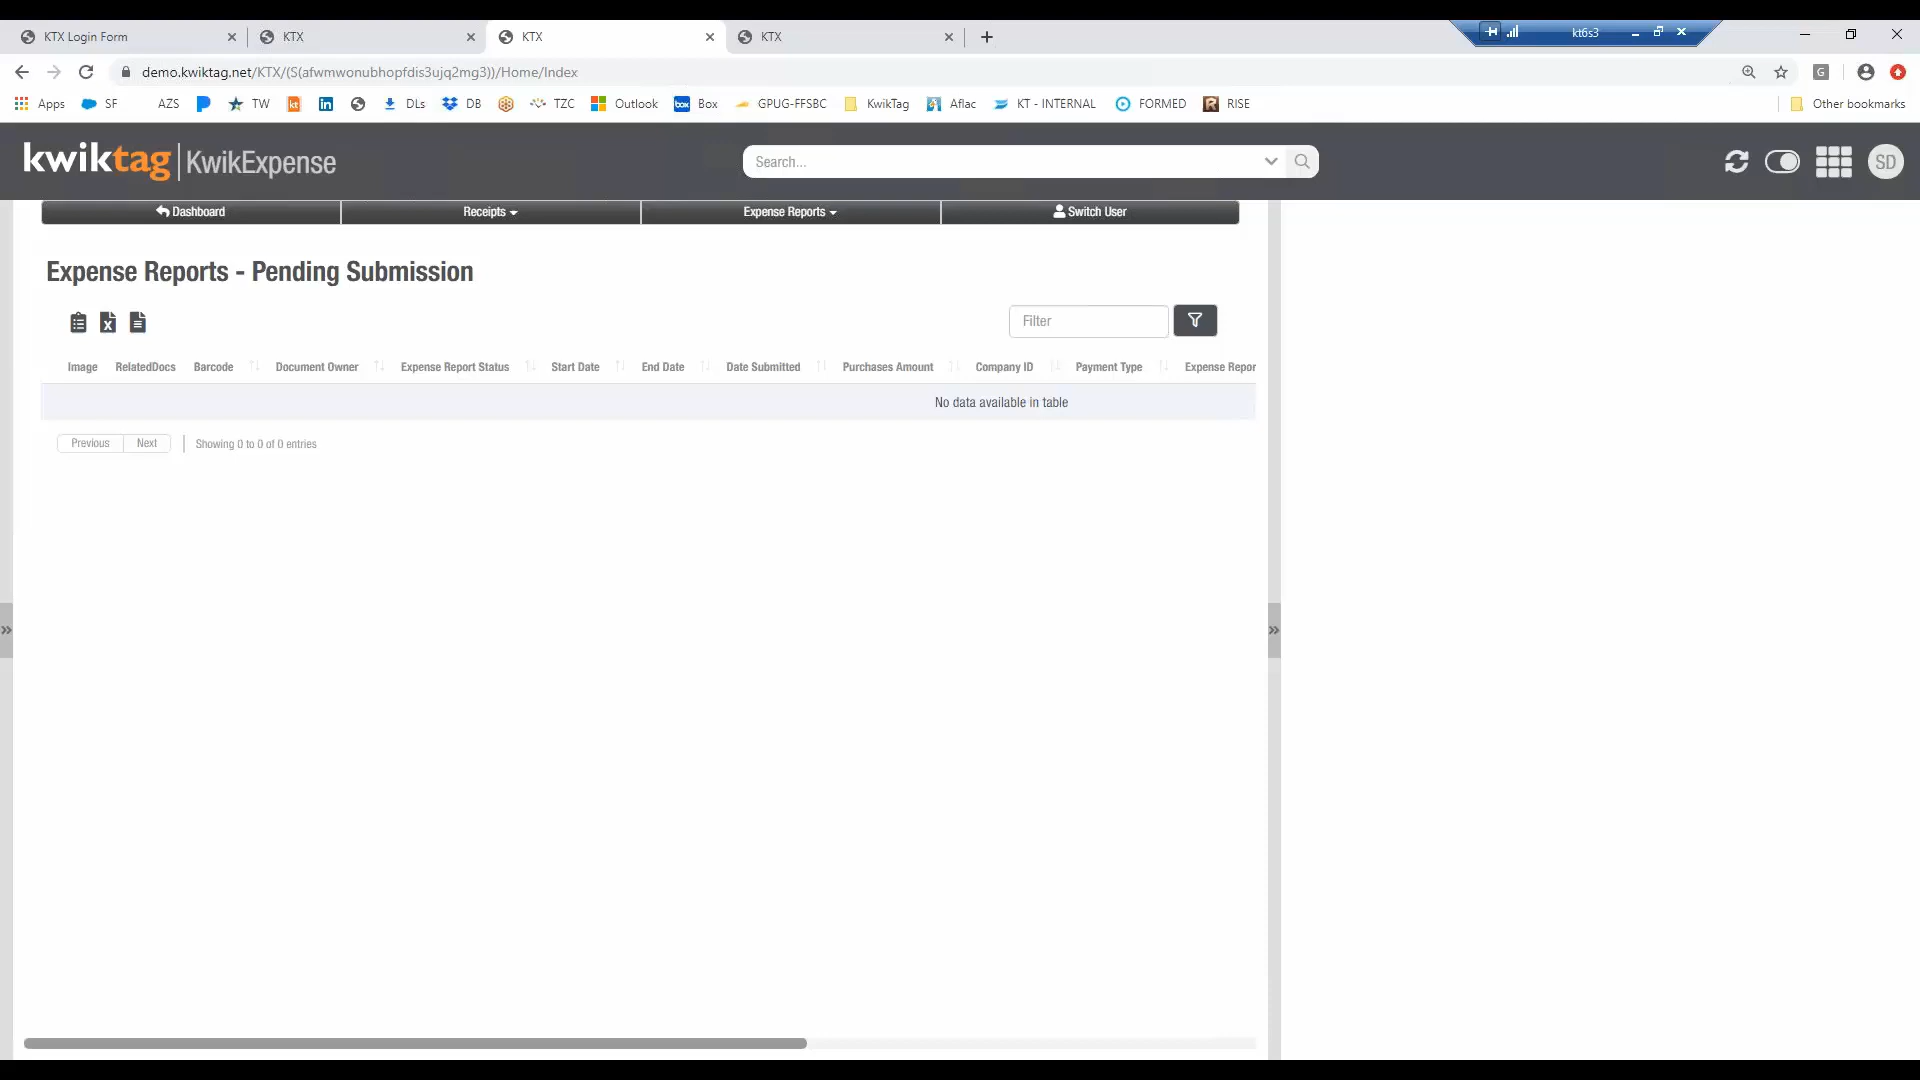 KTX Login Form
KTX
KTX
KTX
kt6s3
demo.kwiktag.net/KTX/(S(afwmwonubhopfdis3ujq2mg3))/Home/Index
G
Apps SF AZS TW kt in DLs DB TZC Outlook box Box GPUG-FFSBC KwikTag Aflac KT - INTERNAL FORMED R RISE Other bookmarks
kwiktag | KwikExpense
Search...
SD
Dashboard Receipts Expense Reports Switch User
Expense Reports - Pending Submission
Filter
Image RelatedDocs Barcode Document Owner Expense Report Status Start Date End Date Date Submitted Purchases Amount Company ID Payment Type Expense Repor
No data available in table
Previous Next | Showing 0 to 0 of 0 entries